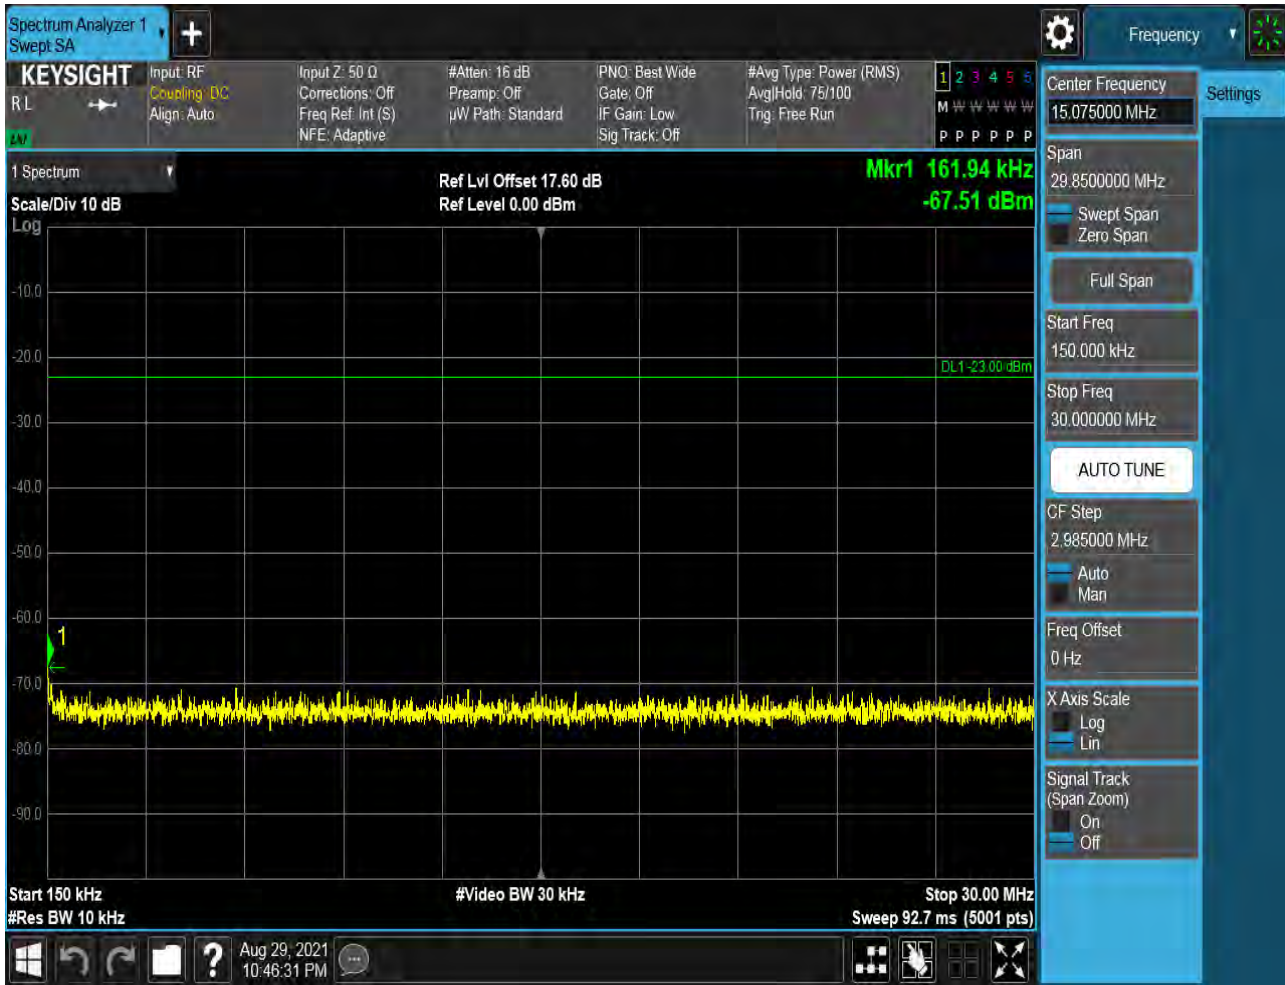 Spectrum Analyzer 1
Swept SA
+
Frequency
KEYSIGHT
R L
LXI
Input: RF
Coupling: DC
Align: Auto
Input Z: 50 Ω
Corrections: Off
Freq Ref: Int (S)
NFE: Adaptive
#Atten: 16 dB
Preamp: Off
µW Path: Standard
PNO: Best Wide
Gate: Off
IF Gain: Low
Sig Track: Off
#Avg Type: Power (RMS)
Avg|Hold: 75/100
Trig: Free Run
1 2 3 4 5 6
M W W W W W
P P P P P P
1 Spectrum
Scale/Div 10 dB
Log
Ref Lvl Offset 17.60 dB
Ref Level 0.00 dBm
Mkr1 161.94 kHz
-67.51 dBm
-10.0
-20.0
DL1 -23.00 dBm
-30.0
-40.0
-50.0
-60.0
1
-70.0
-80.0
-90.0
Start 150 kHz
#Res BW 10 kHz
#Video BW 30 kHz
Stop 30.00 MHz
Sweep 92.7 ms (5001 pts)
Center Frequency
15.075000 MHz
Settings
Span
29.8500000 MHz
Swept Span
Zero Span
Full Span
Start Freq
150.000 kHz
Stop Freq
30.000000 MHz
AUTO TUNE
CF Step
2.985000 MHz
Auto
Man
Freq Offset
0 Hz
X Axis Scale
Log
Lin
Signal Track
(Span Zoom)
On
Off
?
Aug 29, 2021
10:46:31 PM